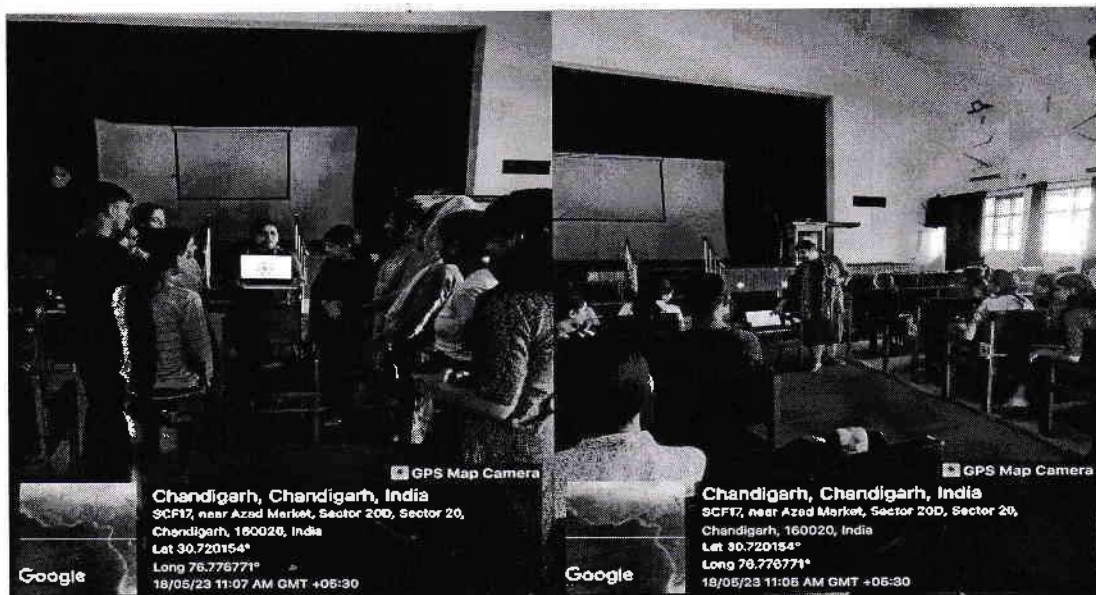 GPS Map Camera
Chandigarh, Chandigarh, India
SCF17, near Azad Market, Sector 20D, Sector 20,
Chandigarh, 160020, India
Lat 30.720154°
Long 76.776771°
18/05/23 11:07 AM GMT +05:30
Google
GPS Map Camera
Chandigarh, Chandigarh, India
SCF17, near Azad Market, Sector 20D, Sector 20,
Chandigarh, 160020, India
Lat 30.720154°
Long 76.776771°
18/05/23 11:05 AM GMT +05:30
Google